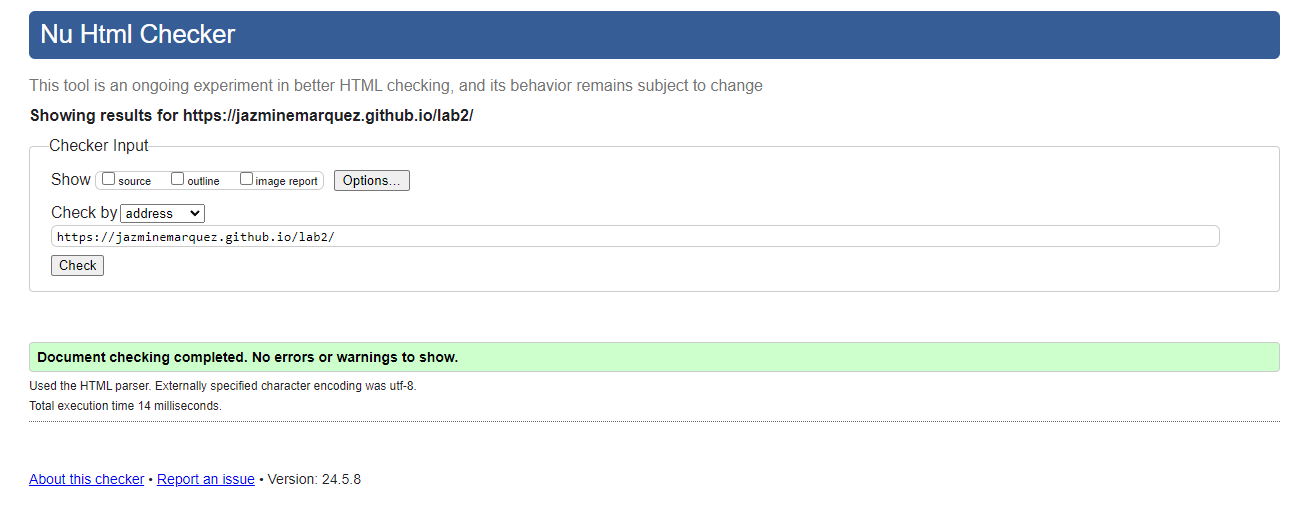 Nu Html Checker
This tool is an ongoing experiment in better HTML checking, and its behavior remains subject to change
Showing results for https://jazminemarquez.github.io/lab2/
Checker Input
Show source outline image report Options...
Check by address
https://jazminemarquez.github.io/lab2/
Check
Document checking completed. No errors or warnings to show.
Used the HTML parser. Externally specified character encoding was utf-8.
Total execution time 14 milliseconds.
About this checker • Report an issue • Version: 24.5.8